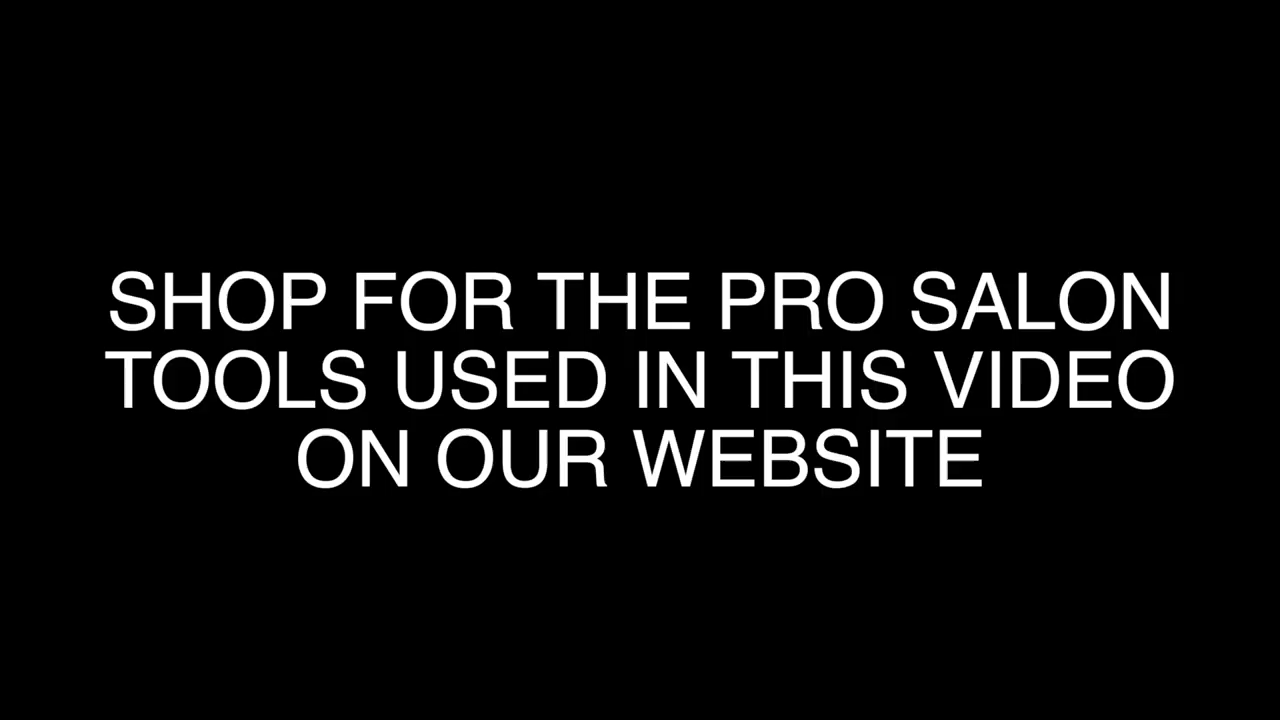 SHOP FOR THE PRO SALON
TOOLS USED IN THIS VIDEO
ON OUR WEBSITE